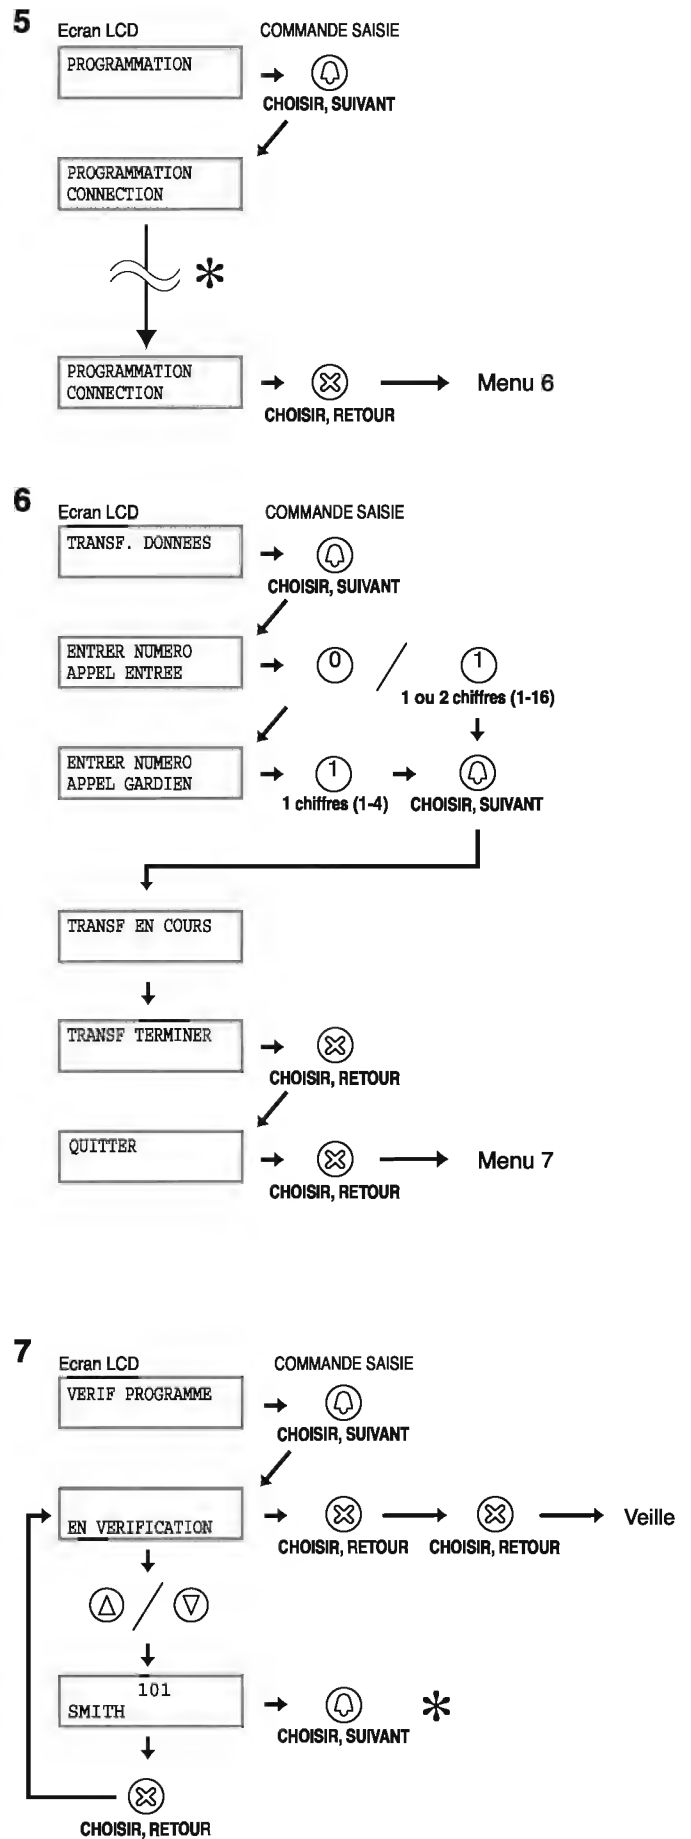 5
Ecran LCD COMMANDE SAISIE
PROGRAMMATION
CHOISIR, SUIVANT
PROGRAMMATION
CONNECTION
*
PROGRAMMATION
CONNECTION
Menu 6
CHOISIR, RETOUR
6
Ecran LCD COMMANDE SAISIE
TRANSF. DONNEES
CHOISIR, SUIVANT
ENTRER NUMERO
APPEL ENTREE
0 / 1
1 ou 2 chiffres (1-16)
ENTRER NUMERO
APPEL GARDIEN
1
1 chiffres (1-4) CHOISIR, SUIVANT
TRANSF EN COURS
TRANSF TERMINER
CHOISIR, RETOUR
QUITTER
Menu 7
CHOISIR, RETOUR
7
Ecran LCD COMMANDE SAISIE
VERIF PROGRAMME
CHOISIR, SUIVANT
EN VERIFICATION
Veille
CHOISIR, RETOUR CHOISIR, RETOUR
/
101
SMITH
*
CHOISIR, SUIVANT
CHOISIR, RETOUR